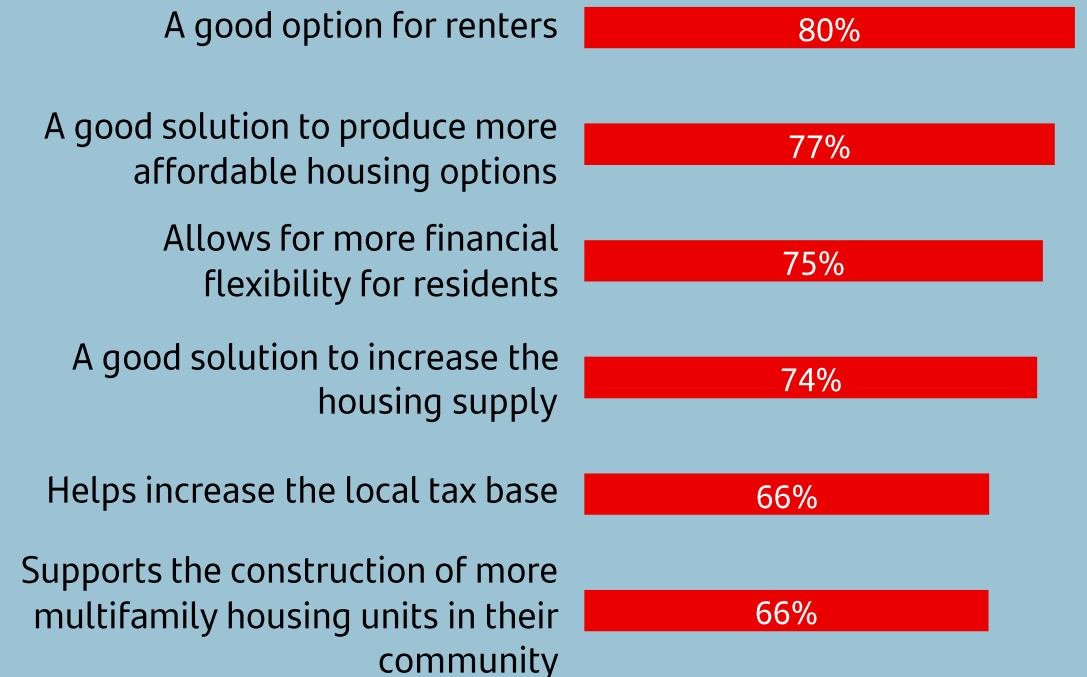 A good option for renters
80%
A good solution to produce more
affordable housing options
77%
Allows for more financial
flexibility for residents
75%
A good solution to increase the
housing supply
74%
Helps increase the local tax base
66%
Supports the construction of more
multifamily housing units in their
community
66%